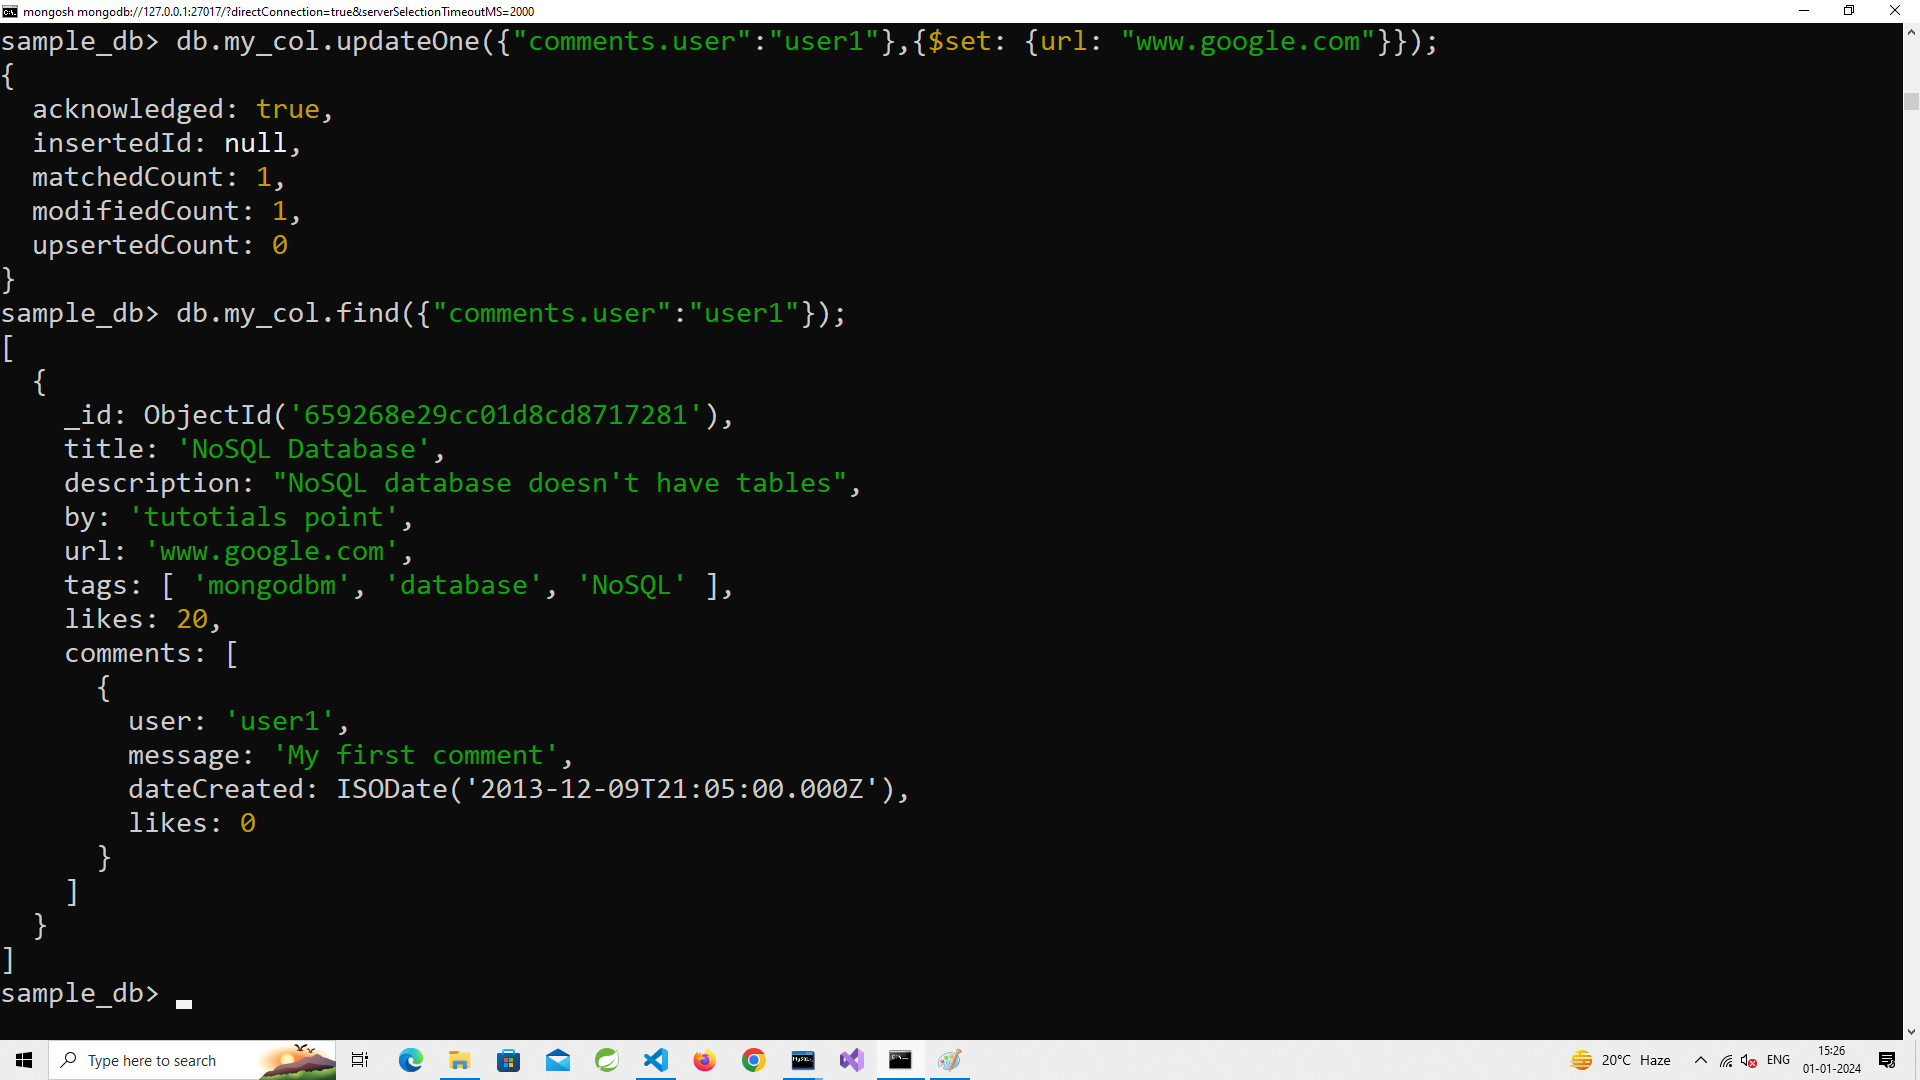 mongosh mongodb://127.0.0.1:27017/?directConnection=true&serverSelectionTimeoutMS=2000
sample_db> db.my_col.updateOne({"comments.user":"user1"},{$set: {url: "www.google.com"}});
{
  acknowledged: true,
  insertedId: null,
  matchedCount: 1,
  modifiedCount: 1,
  upsertedCount: 0
}
sample_db> db.my_col.find({"comments.user":"user1"});
[
  {
    _id: ObjectId('659268e29cc01d8cd8717281'),
    title: 'NoSQL Database',
    description: "NoSQL database doesn't have tables",
    by: 'tutotials point',
    url: 'www.google.com',
    tags: [ 'mongodbm', 'database', 'NoSQL' ],
    likes: 20,
    comments: [
      {
        user: 'user1',
        message: 'My first comment',
        dateCreated: ISODate('2013-12-09T21:05:00.000Z'),
        likes: 0
      }
    ]
  }
]
sample_db>
Type here to search
MySQL
20°C Haze
ENG
15:26
01-01-2024